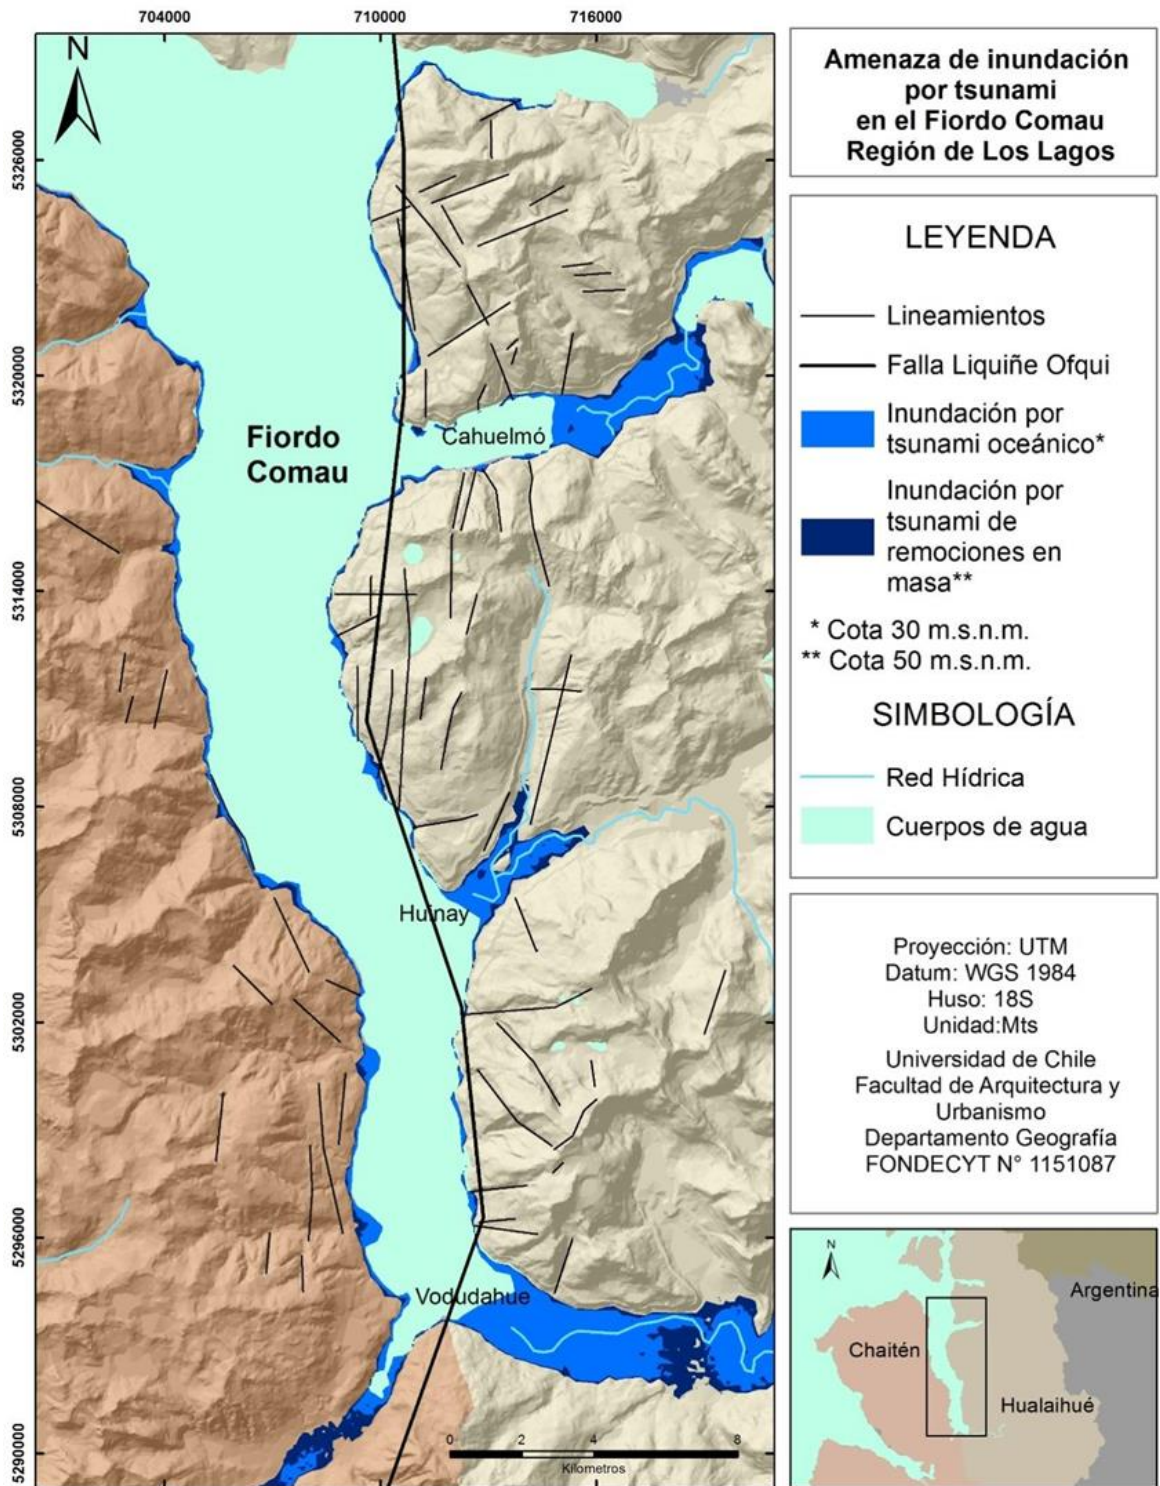 704000
710000
716000
N
5326000
5320000
5314000
5308000
5302000
5296000
5290000
Fiordo
Comau
Cahuelmó
Huinay
Vodudahue
0 2 4 8
Kilometros
Amenaza de inundación
por tsunami
en el Fiordo Comau
Región de Los Lagos
LEYENDA
Lineamientos
Falla Liquiñe Ofqui
Inundación por
tsunami oceánico*
Inundación por
tsunami de
remociones en
masa**
* Cota 30 m.s.n.m.
** Cota 50 m.s.n.m.
SIMBOLOGÍA
Red Hídrica
Cuerpos de agua
Proyección: UTM
Datum: WGS 1984
Huso: 18S
Unidad:Mts
Universidad de Chile
Facultad de Arquitectura y
Urbanismo
Departamento Geografía
FONDECYT N° 1151087
N
Argentina
Chaitén
Hualaihué